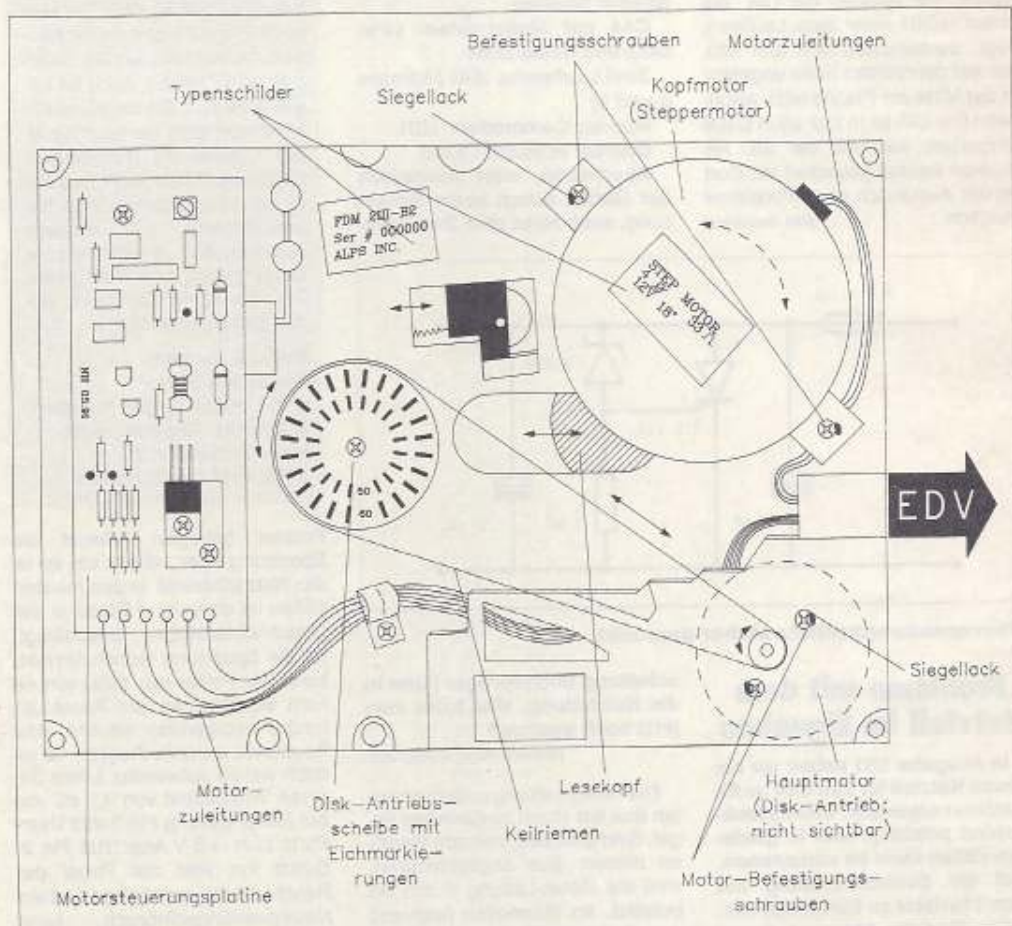 Befestigungsschrauben
Motorzuleitungen
Typenschilder
Siegellack
Kopfmotor
(Steppermotor)
FDM 2111-B2
Ser # 000000
ALPS INC.
STEP MOTOR
12V 18° 33Λ
50
60
EDV
Siegellack
Motor-
zuleitungen
Disk-Antriebs-
scheibe mit
Eichmarkie-
rungen
Lesekopf
Keilriemen
Hauptmotor
(Disk-Antrieb;
nicht sichtbar)
Motorsteuerungsplatine
Motor-Befestigungs-
schrauben